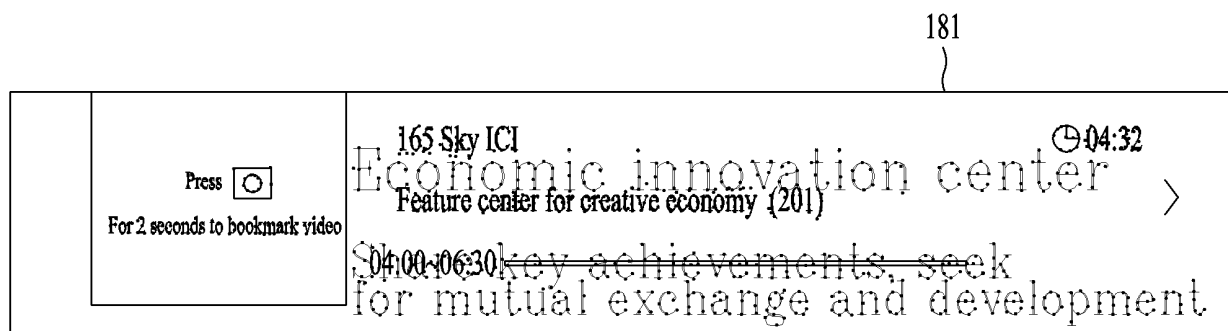 181
165 Sky ICI
04:32
Economic innovation center
Press
Feature center for creative economy (201)
For 2 seconds to bookmark video
04:00~06:30
Share key achievements, seek
for mutual exchange and development